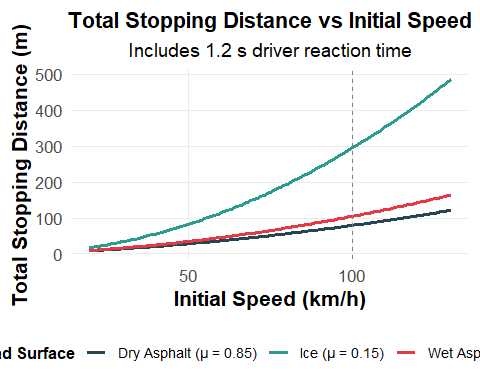 Total Stopping Distance vs Initial Speed
Includes 1.2 s driver reaction time
Total Stopping Distance (m)
500
400
300
200
100
0
50 100
Initial Speed (km/h)
ad Surface Dry Asphalt (μ = 0.85) Ice (μ = 0.15) Wet Asp